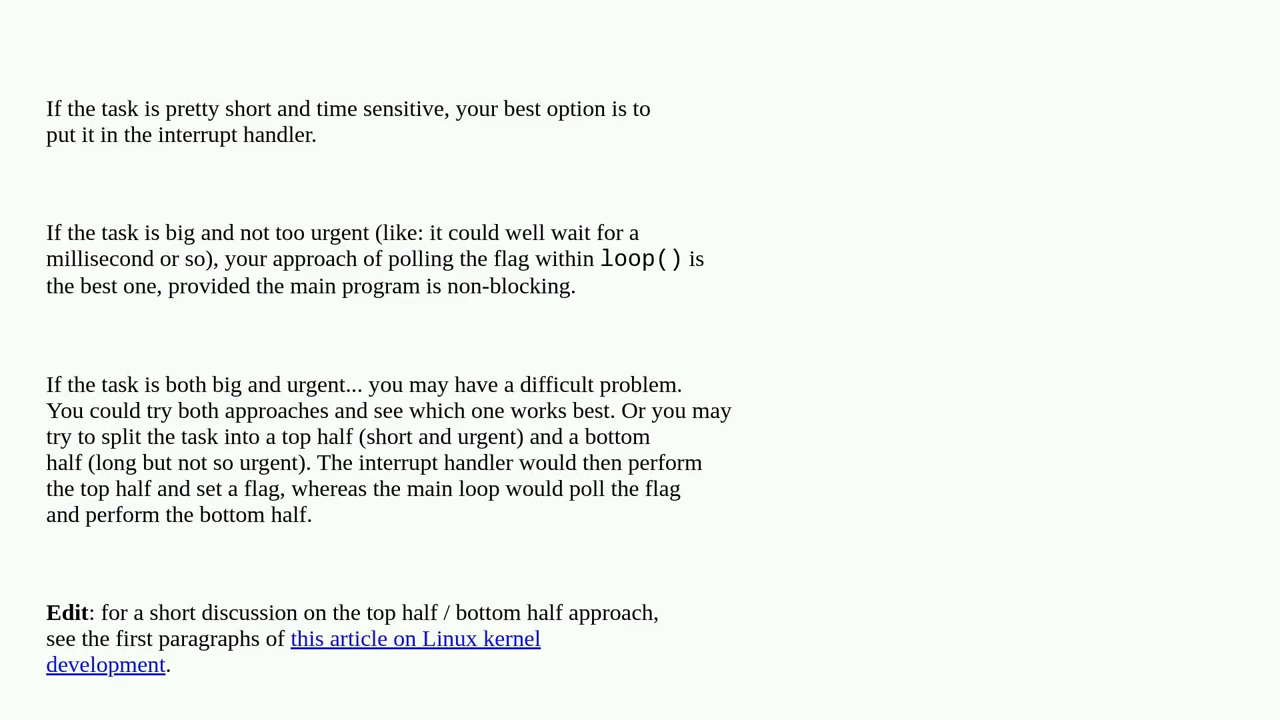 If the task is pretty short and time sensitive, your best option is to
put it in the interrupt handler.
If the task is big and not too urgent (like: it could well wait for a
millisecond or so), your approach of polling the flag within loop() is
the best one, provided the main program is non-blocking.
If the task is both big and urgent... you may have a difficult problem.
You could try both approaches and see which one works best. Or you may
try to split the task into a top half (short and urgent) and a bottom
half (long but not so urgent). The interrupt handler would then perform
the top half and set a flag, whereas the main loop would poll the flag
and perform the bottom half.
Edit: for a short discussion on the top half / bottom half approach,
see the first paragraphs of this article on Linux kernel
development.